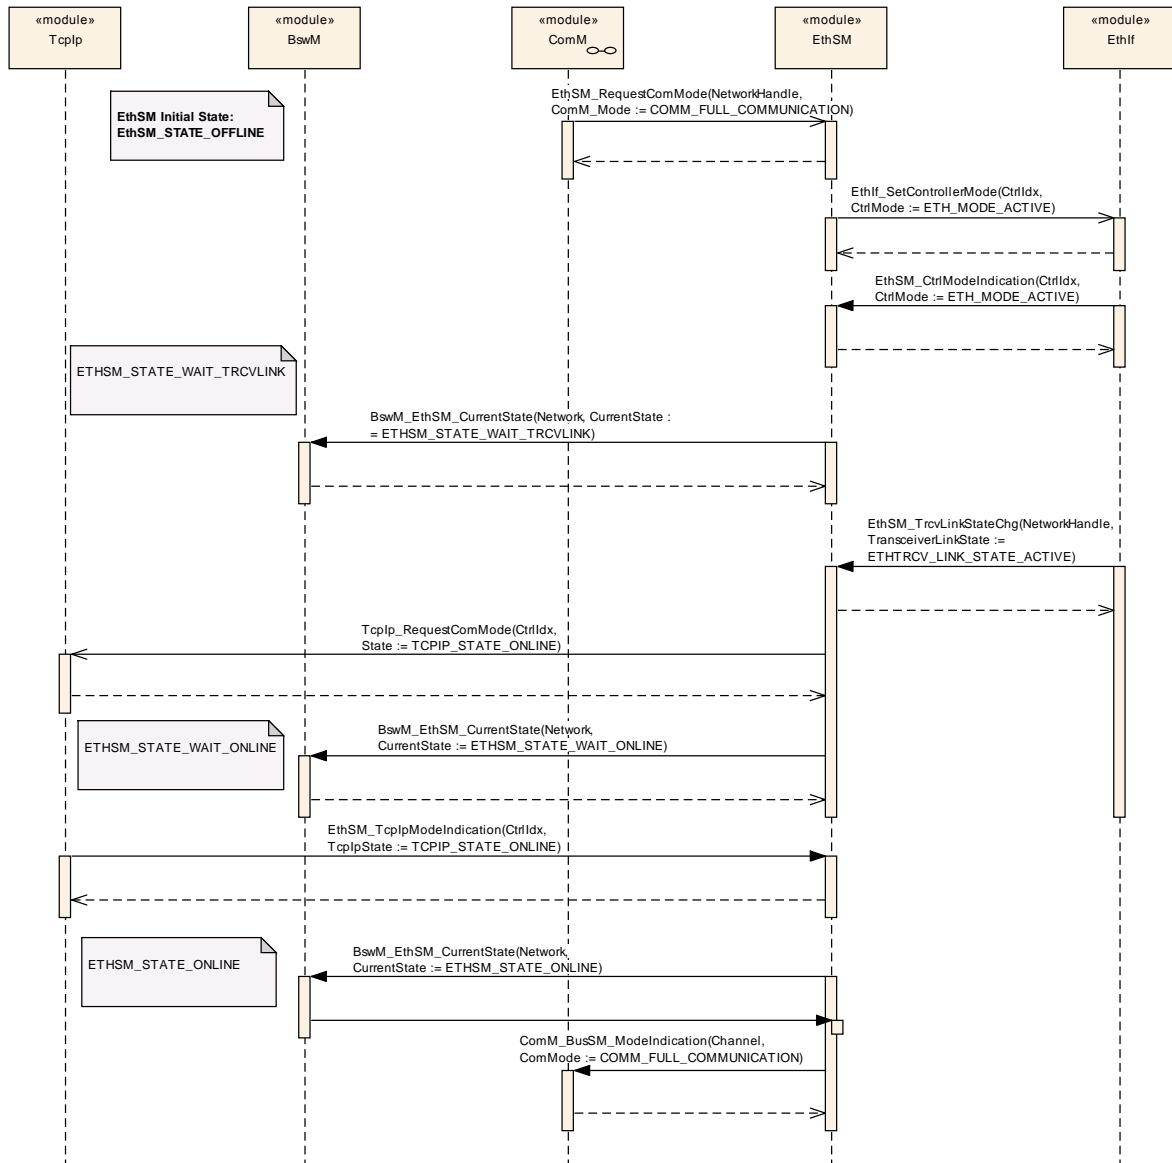 «module»
TcpIp
«module»
BswM
«module»
ComM
«module»
EthSM
«module»
EthIf
EthSM Initial State:
EthSM_STATE_OFFLINE
EthSM_RequestComMode(NetworkHandle,
ComM_Mode := COMM_FULL_COMMUNICATION)
EthIf_SetControllerMode(CtrlIdx,
CtrlMode := ETH_MODE_ACTIVE)
EthSM_CtrlModeIndication(CtrlIdx,
CtrlMode := ETH_MODE_ACTIVE)
ETHSM_STATE_WAIT_TRCVLINK
BswM_EthSM_CurrentState(Network, CurrentState :
= ETHSM_STATE_WAIT_TRCVLINK)
EthSM_TrcvLinkStateChg(NetworkHandle,
TransceiverLinkState :=
ETHTRCV_LINK_STATE_ACTIVE)
TcpIp_RequestComMode(CtrlIdx,
State := TCPIP_STATE_ONLINE)
ETHSM_STATE_WAIT_ONLINE
BswM_EthSM_CurrentState(Network,
CurrentState := ETHSM_STATE_WAIT_ONLINE)
EthSM_TcpIpModeIndication(CtrlIdx,
TcpIpState := TCPIP_STATE_ONLINE)
ETHSM_STATE_ONLINE
BswM_EthSM_CurrentState(Network,
CurrentState := ETHSM_STATE_ONLINE)
ComM_BusSM_ModeIndication(Channel,
ComMode := COMM_FULL_COMMUNICATION)